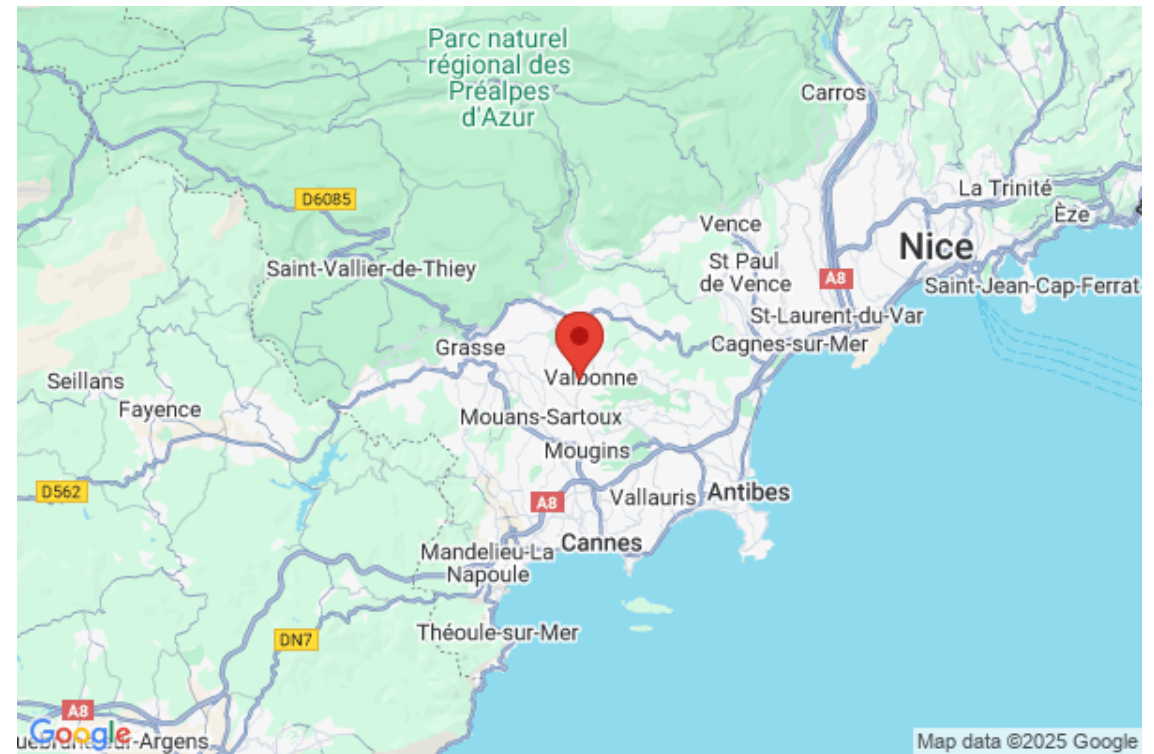 Parc naturel
régional des
Préalpes
d'Azur
Carros
D6085
La Trinité
Èze
Vence
Nice
Saint-Vallier-de-Thiey
St Paul
de Vence
A8
Saint-Jean-Cap-Ferrat
St-Laurent-du-Var
Grasse
Cagnes-sur-Mer
Valbonne
Seillans
Fayence
Mouans-Sartoux
Mougins
D562
A8
Vallauris
Antibes
Cannes
Mandelieu-La
Napoule
DN7
Théoule-sur-Mer
A8
Google
-Argens
Map data ©2025 Google